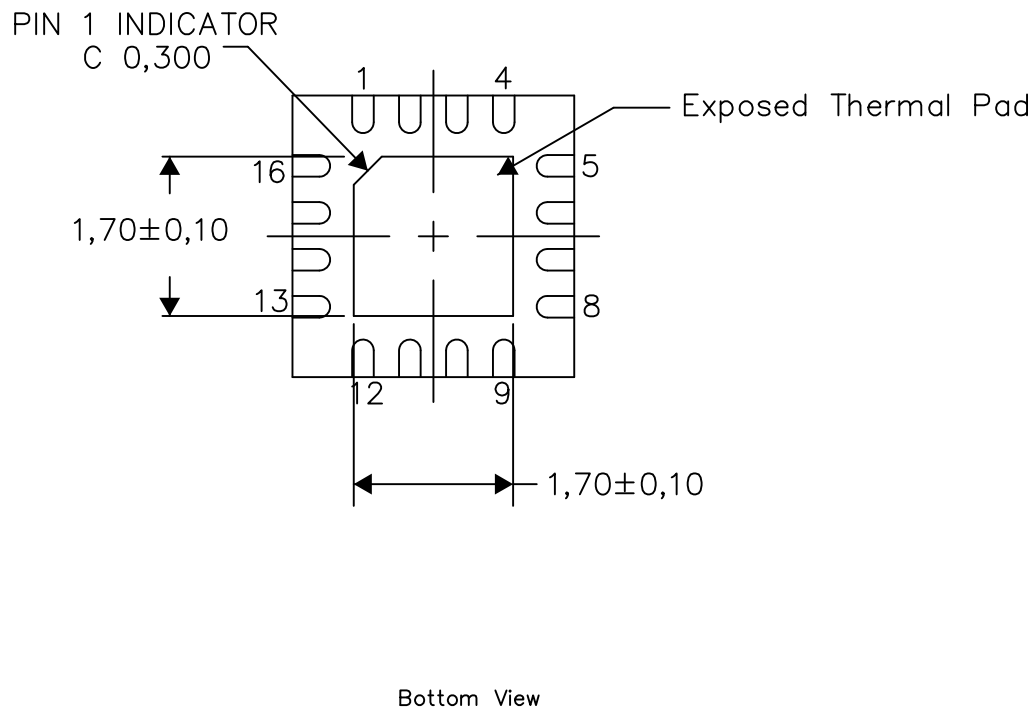 PIN 1 INDICATOR
C 0,300
1
4
Exposed Thermal Pad
16
5
1,70±0,10
13
8
12
9
1,70±0,10
Bottom View